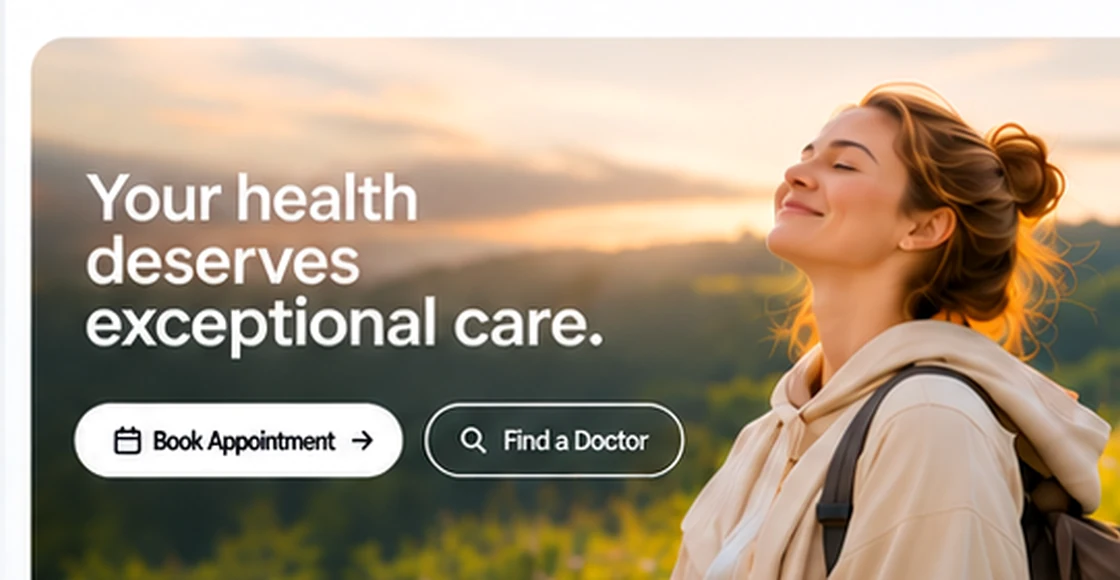 Your health
deserves
exceptional care.
Book Appointment
Find a Doctor